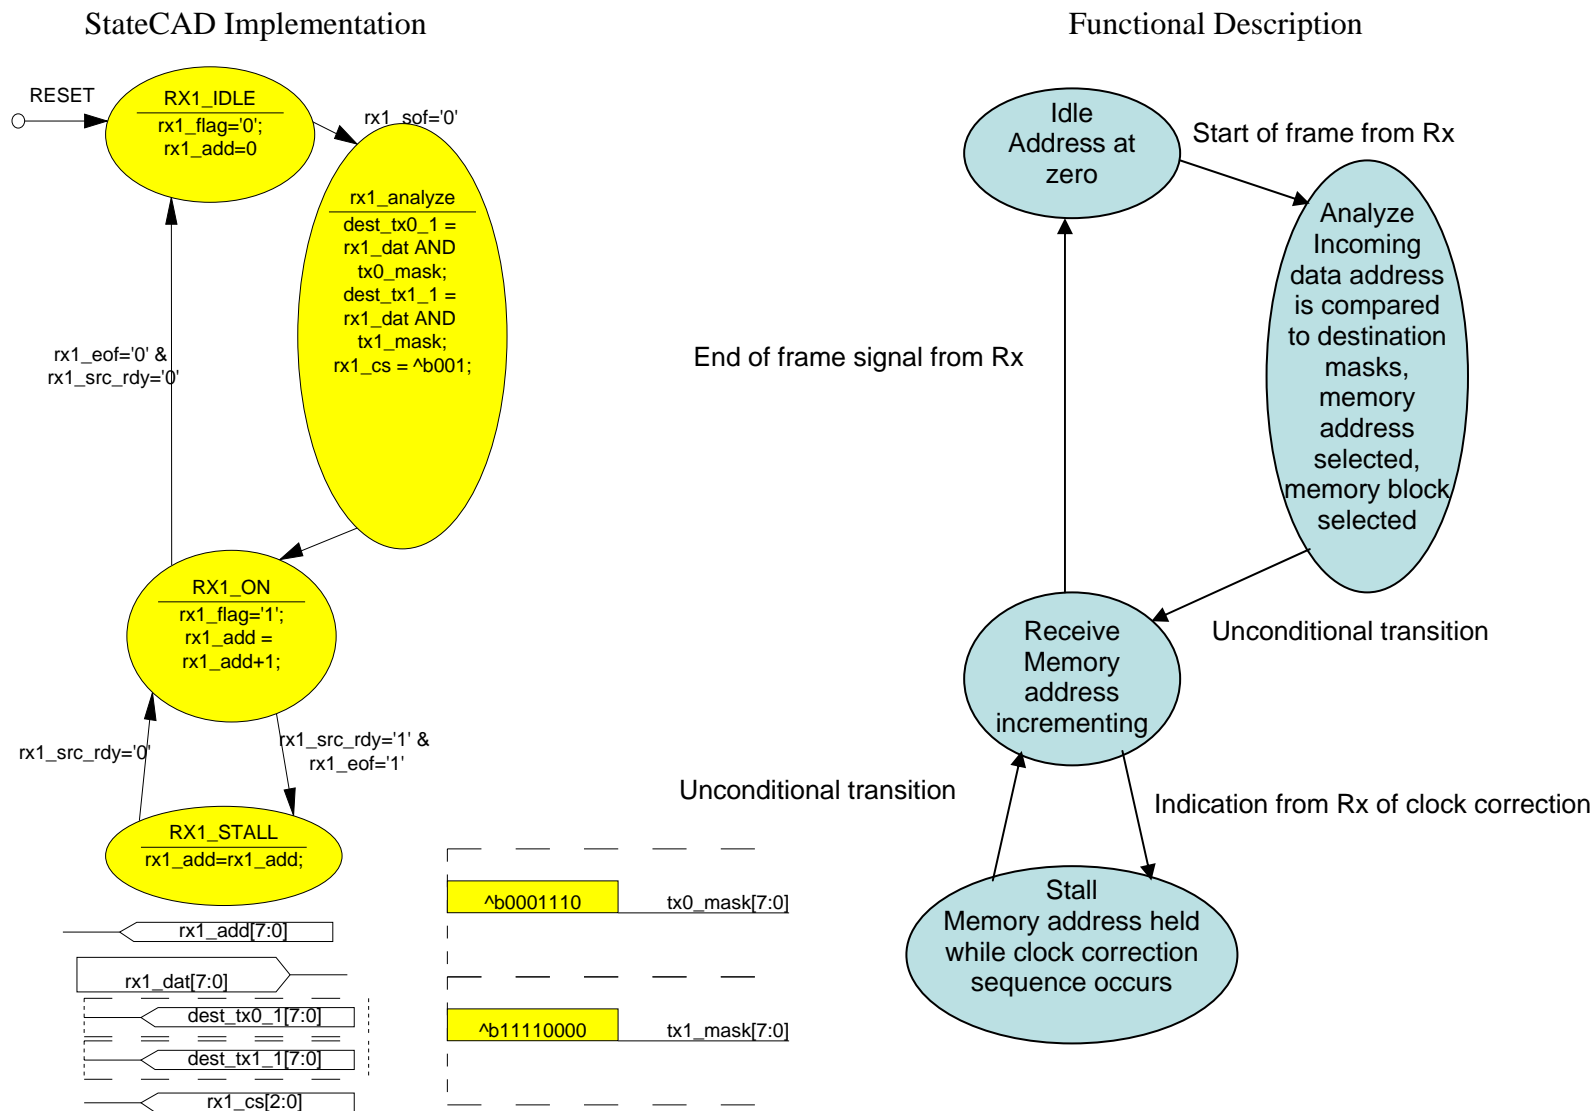 StateCAD Implementation
Functional Description
RESET
RX1_IDLE
rx1_flag='0';
rx1_add=0
rx1_sof='0'
rx1_analyze
dest_tx0_1 =
rx1_dat AND
tx0_mask;
dest_tx1_1 =
rx1_dat AND
tx1_mask;
rx1_cs = ^b001;
rx1_eof='0' &
rx1_src_rdy='0'
RX1_ON
rx1_flag='1';
rx1_add =
rx1_add+1;
rx1_src_rdy='0'
rx1_src_rdy='1' &
rx1_eof='1'
RX1_STALL
rx1_add=rx1_add;
rx1_add[7:0]
rx1_dat[7:0]
dest_tx0_1[7:0]
dest_tx1_1[7:0]
rx1_cs[2:0]
^b0001110
tx0_mask[7:0]
^b11110000
tx1_mask[7:0]
Idle
Address at
zero
Start of frame from Rx
Analyze
Incoming
data address
is compared
to destination
masks,
memory
address
selected,
memory block
selected
End of frame signal from Rx
Unconditional transition
Receive
Memory
address
incrementing
Unconditional transition
Indication from Rx of clock correction
Stall
Memory address held
while clock correction
sequence occurs